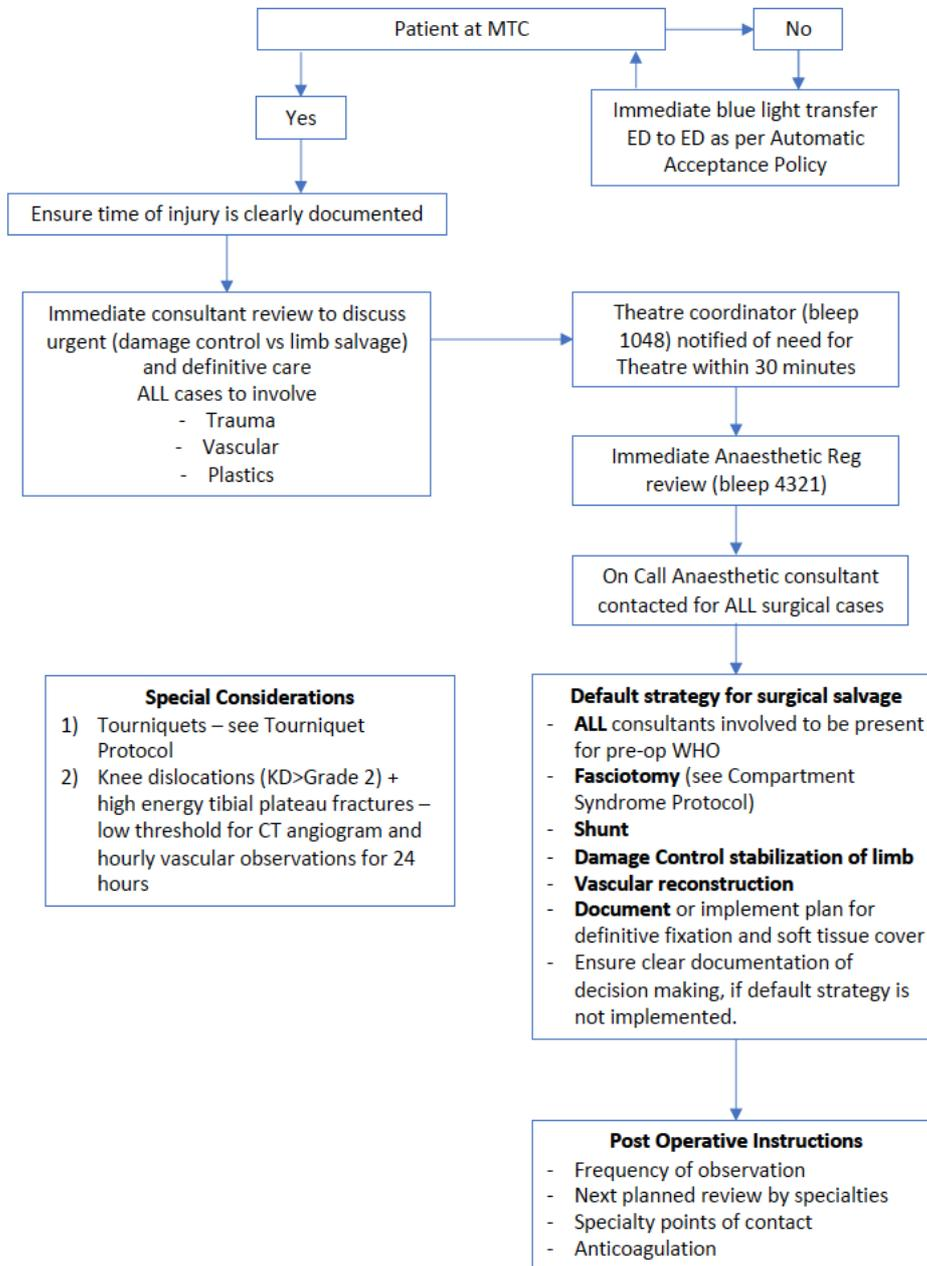 Patient at MTC
No
Yes
Immediate blue light transfer
ED to ED as per Automatic
Acceptance Policy
Ensure time of injury is clearly documented
Immediate consultant review to discuss
urgent (damage control vs limb salvage)
and definitive care
ALL cases to involve
- Trauma
- Vascular
- Plastics
Theatre coordinator (bleep
1048) notified of need for
Theatre within 30 minutes
Immediate Anaesthetic Reg
review (bleep 4321)
On Call Anaesthetic consultant
contacted for ALL surgical cases
Special Considerations
1) Tourniquets – see Tourniquet
Protocol
2) Knee dislocations (KD>Grade 2) +
high energy tibial plateau fractures –
low threshold for CT angiogram and
hourly vascular observations for 24
hours
Default strategy for surgical salvage
- ALL consultants involved to be present
for pre-op WHO
- Fasciotomy (see Compartment
Syndrome Protocol)
- Shunt
- Damage Control stabilization of limb
- Vascular reconstruction
- Document or implement plan for
definitive fixation and soft tissue cover
- Ensure clear documentation of
decision making, if default strategy is
not implemented.
Post Operative Instructions
- Frequency of observation
- Next planned review by specialties
- Specialty points of contact
- Anticoagulation